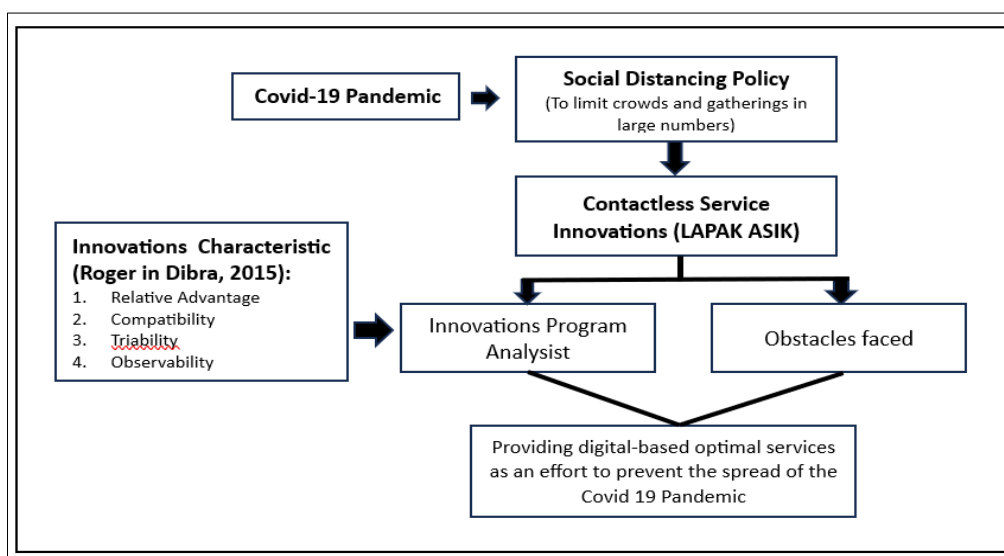 Covid-19 Pandemic
Social Distancing Policy
(To limit crowds and gatherings in
large numbers)
Contactless Service
Innovations (LAPAK ASIK)
Innovations Characteristic
(Roger in Dibra, 2015):
1. Relative Advantage
2. Compatibility
3. Triability
4. Observability
Innovations Program
Analysist
Obstacles faced
Providing digital-based optimal services
as an effort to prevent the spread of the
Covid 19 Pandemic